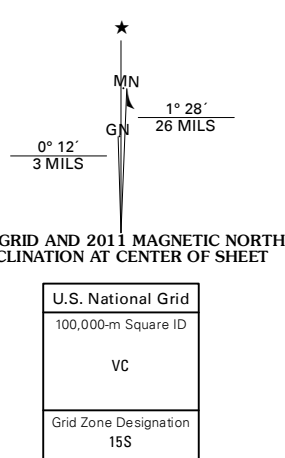 ★
MN
1° 28´
26 MILS
GN
0° 12´
3 MILS
GRID AND 2011 MAGNETIC NORTH
CLINATION AT CENTER OF SHEET
U.S. National Grid
100,000-m Square ID
VC
Grid Zone Designation
15S